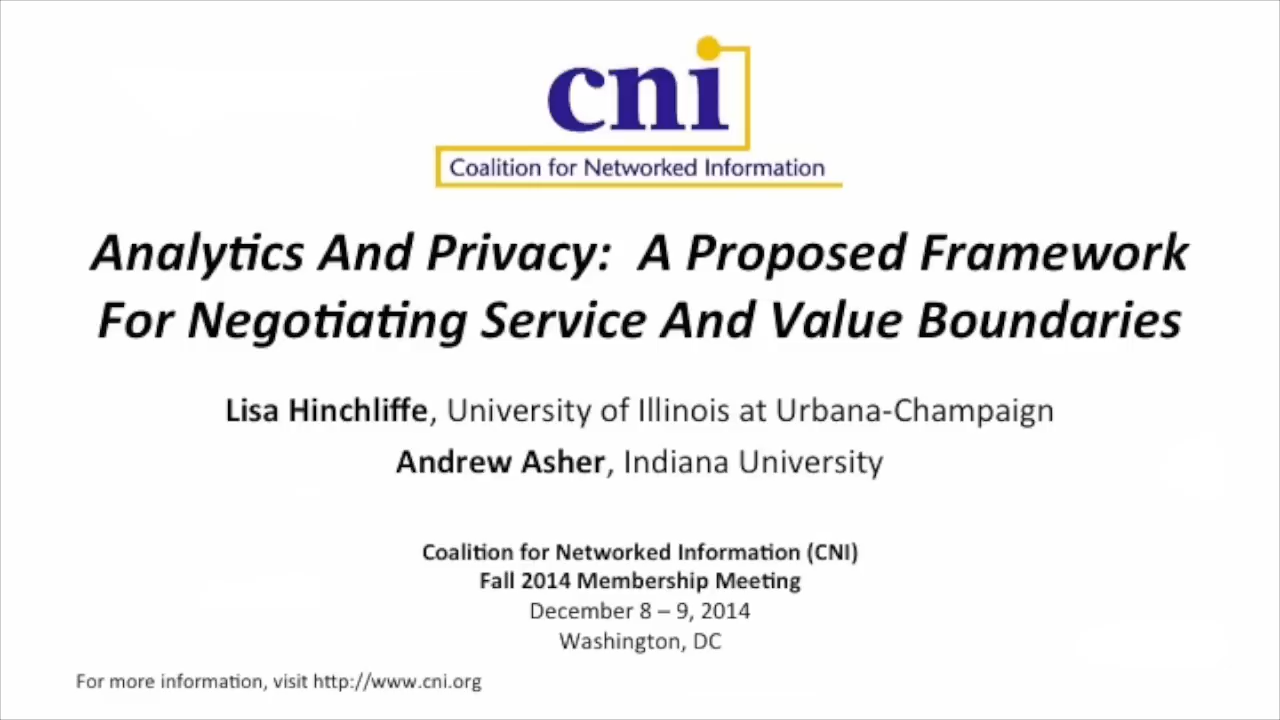 cni
Coalition for Networked Information
Analytics And Privacy: A Proposed Framework
For Negotiating Service And Value Boundaries
Lisa Hinchliffe, University of Illinois at Urbana-Champaign
Andrew Asher, Indiana University
Coalition for Networked Information (CNI)
Fall 2014 Membership Meeting
December 8 – 9, 2014
Washington, DC
For more information, visit http://www.cni.org